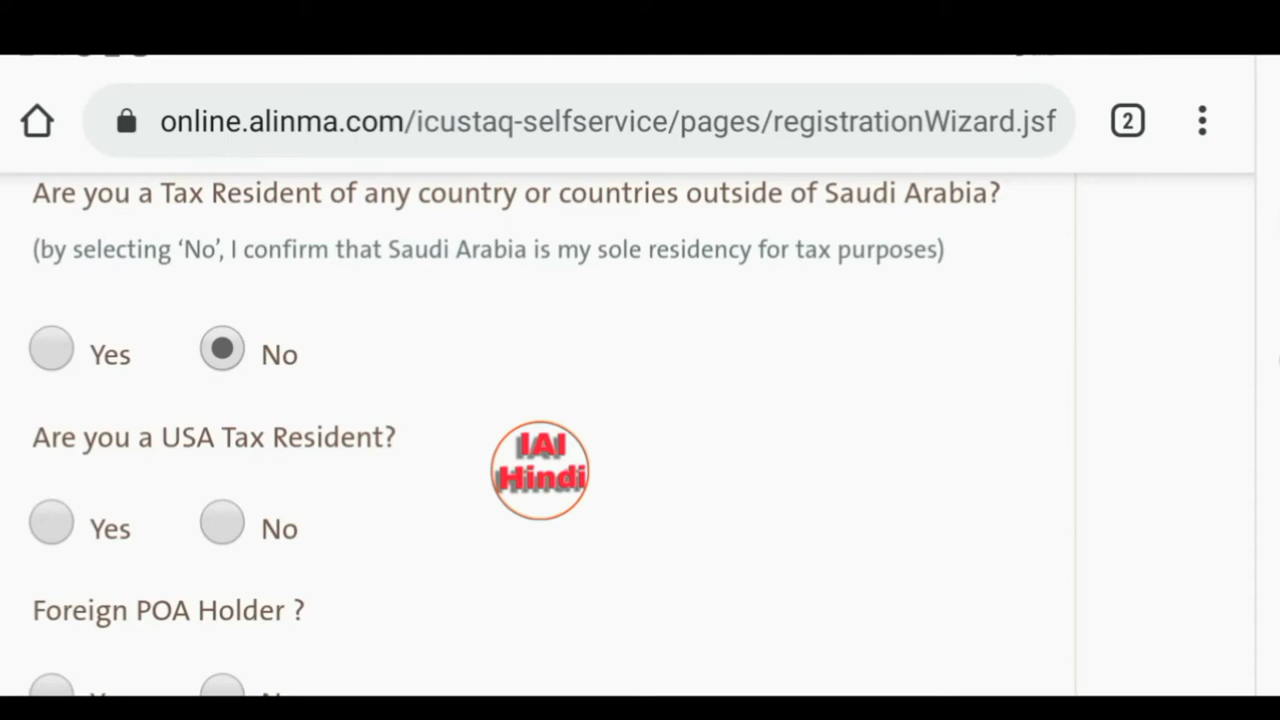 online.alinma.com/icustaq-selfservice/pages/registrationWizard.jsf
2
Are you a Tax Resident of any country or countries outside of Saudi Arabia?
(by selecting ‘No’, I confirm that Saudi Arabia is my sole residency for tax purposes)
Yes No
Are you a USA Tax Resident?
IAI
Hindi
Yes No
Foreign POA Holder ?